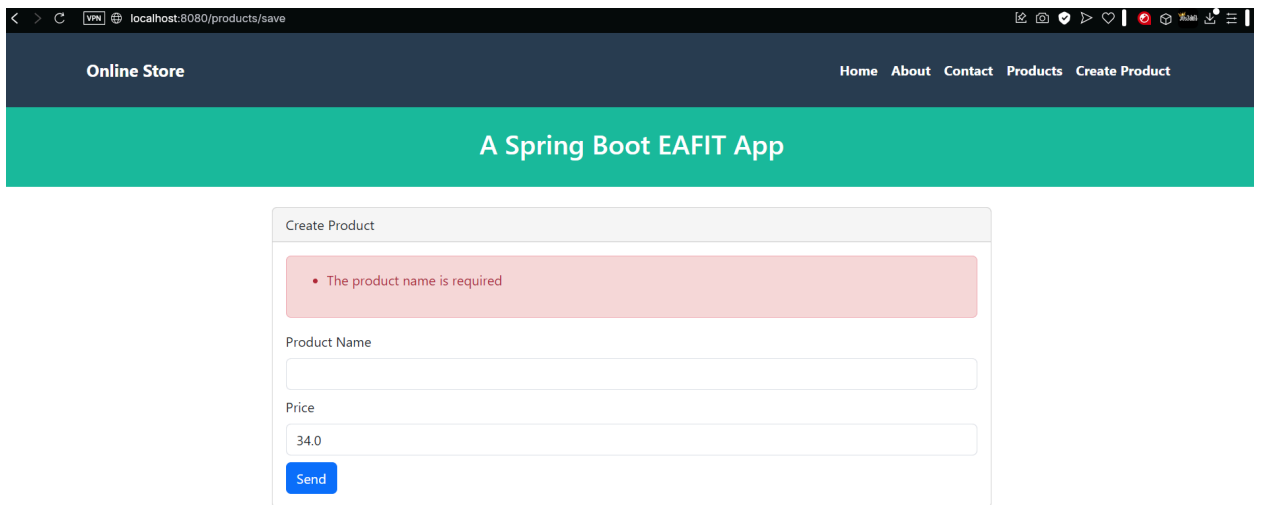 VPN localhost:8080/products/save
Online Store Home About Contact Products Create Product
A Spring Boot EAFIT App
Create Product
The product name is required
Product Name
Price
34.0
Send